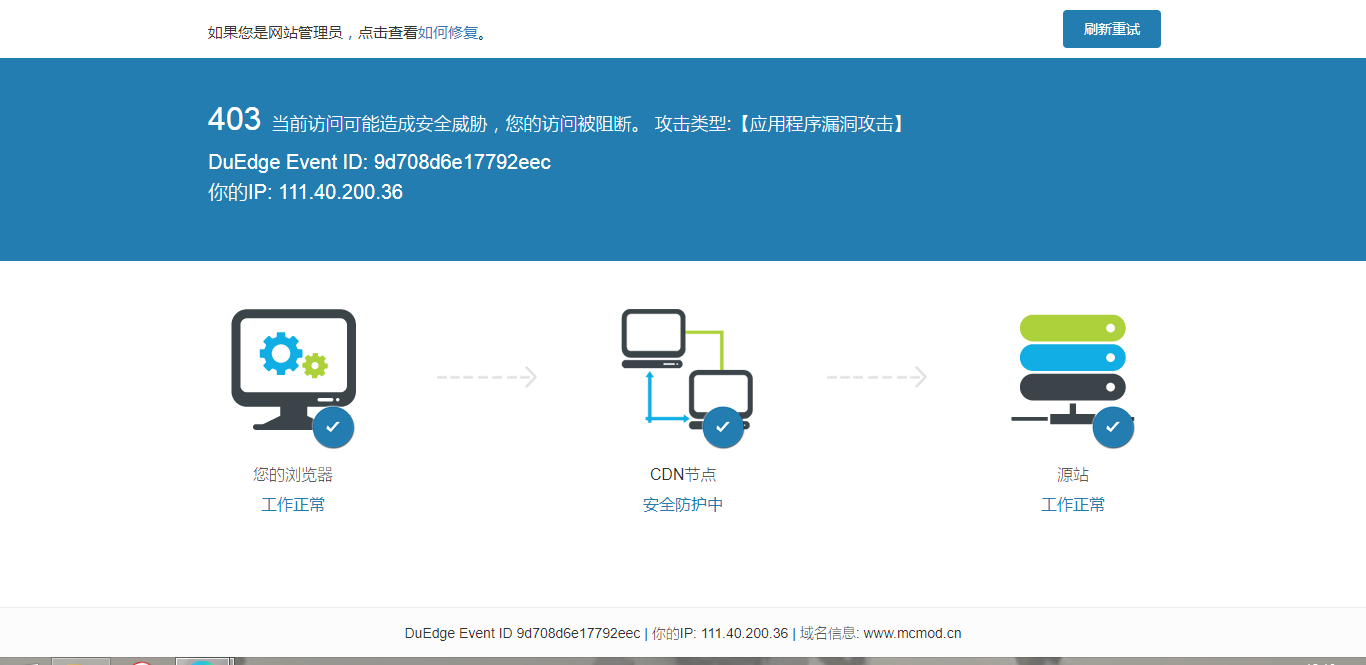 如果您是网站管理员，点击查看如何修复。
刷新重试
403 当前访问可能造成安全威胁，您的访问被阻断。 攻击类型:【应用程序漏洞攻击】
DuEdge Event ID: 9d708d6e17792eec
你的IP: 111.40.200.36
您的浏览器
工作正常
CDN节点
安全防护中
源站
工作正常
DuEdge Event ID 9d708d6e17792eec | 你的IP: 111.40.200.36 | 域名信息: www.mcmod.cn